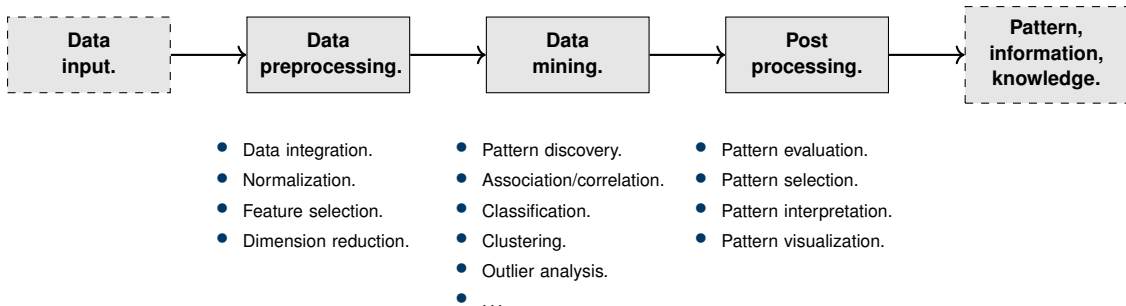 Data
input.
Data
preprocessing.
Data
mining.
Post
processing.
Pattern,
information,
knowledge.
• Data integration.
• Normalization.
• Feature selection.
• Dimension reduction.
• Pattern discovery.
• Association/correlation.
• Classification.
• Clustering.
• Outlier analysis.
• ...
• Pattern evaluation.
• Pattern selection.
• Pattern interpretation.
• Pattern visualization.